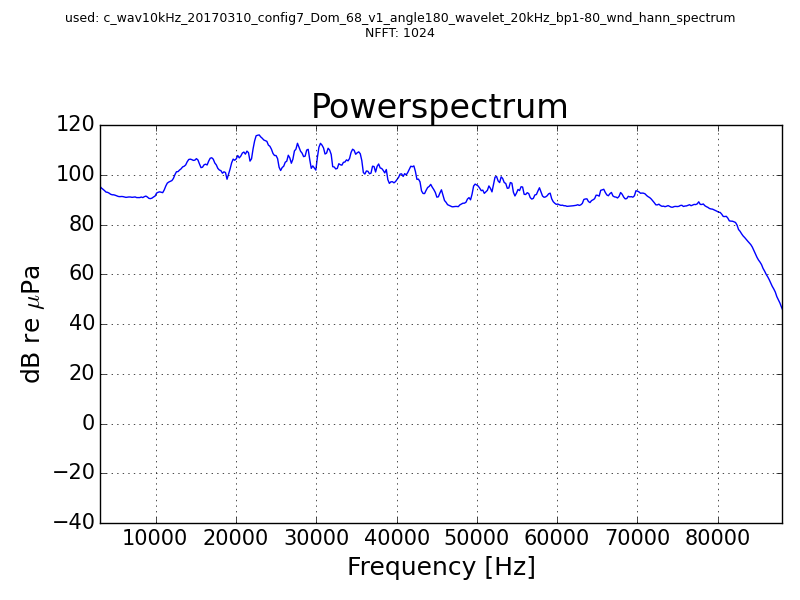 used: c_wav10kHz_20170310_config7_Dom_68_v1_angle180_wavelet_20kHz_bp1-80_wnd_hann_spectrum
NFFT: 1024
Powerspectrum
120
100
80
60
40
20
0
−20
−40
dB re μPa
10000 20000 30000 40000 50000 60000 70000 80000
Frequency [Hz]